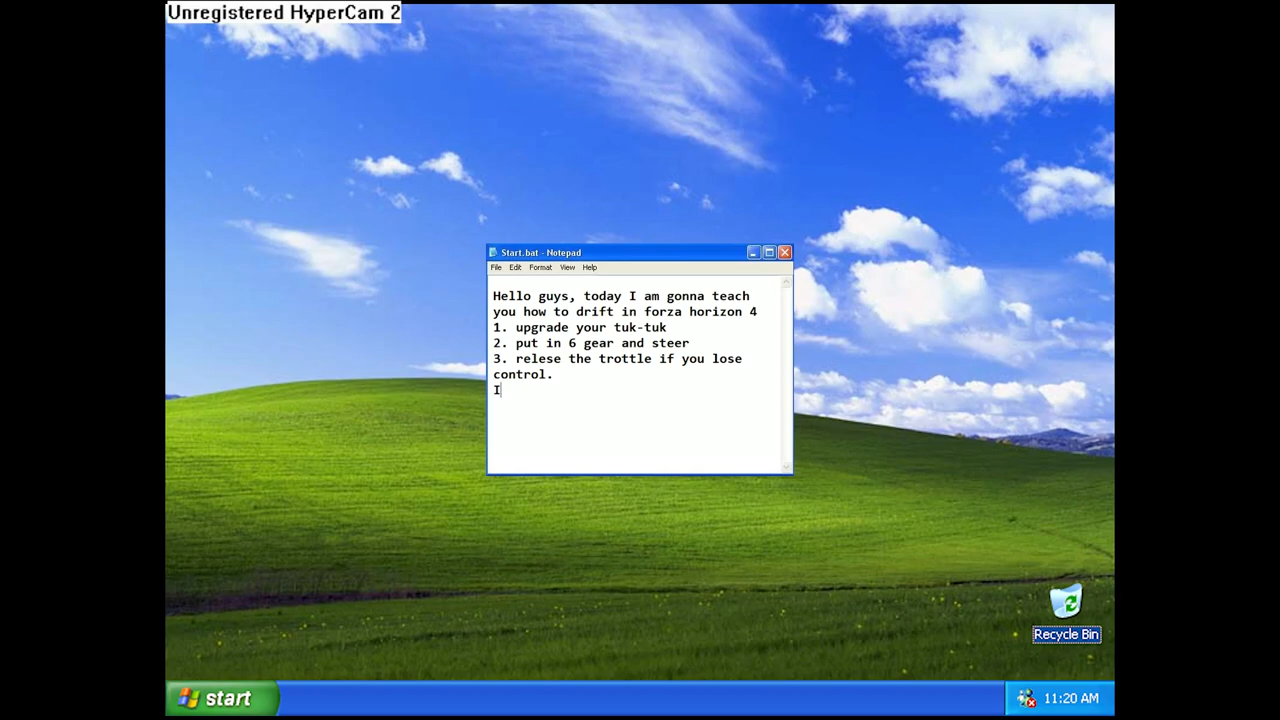 Unregistered HyperCam 2
Start.bat - Notepad
File Edit Format View Help
Hello guys, today I am gonna teach
you how to drift in forza horizon 4
1. upgrade your tuk-tuk
2. put in 6 gear and steer
3. relese the trottle if you lose
control.
I
Recycle Bin
start
11:20 AM